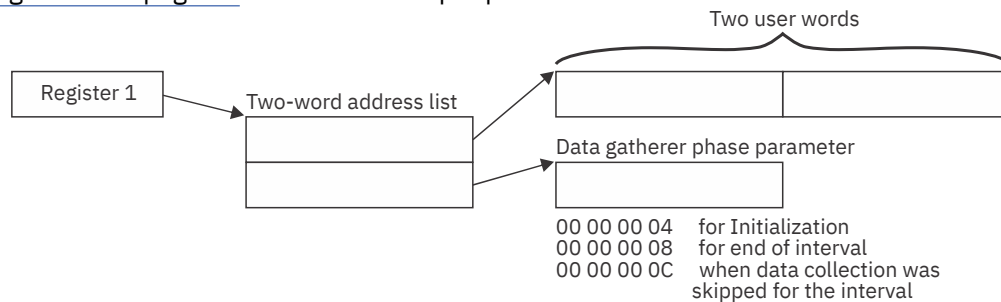 Two user words
Register 1
Two-word address list
Data gatherer phase parameter
00 00 00 04 for Initialization
00 00 00 08 for end of interval
00 00 00 0C when data collection was
skipped for the interval